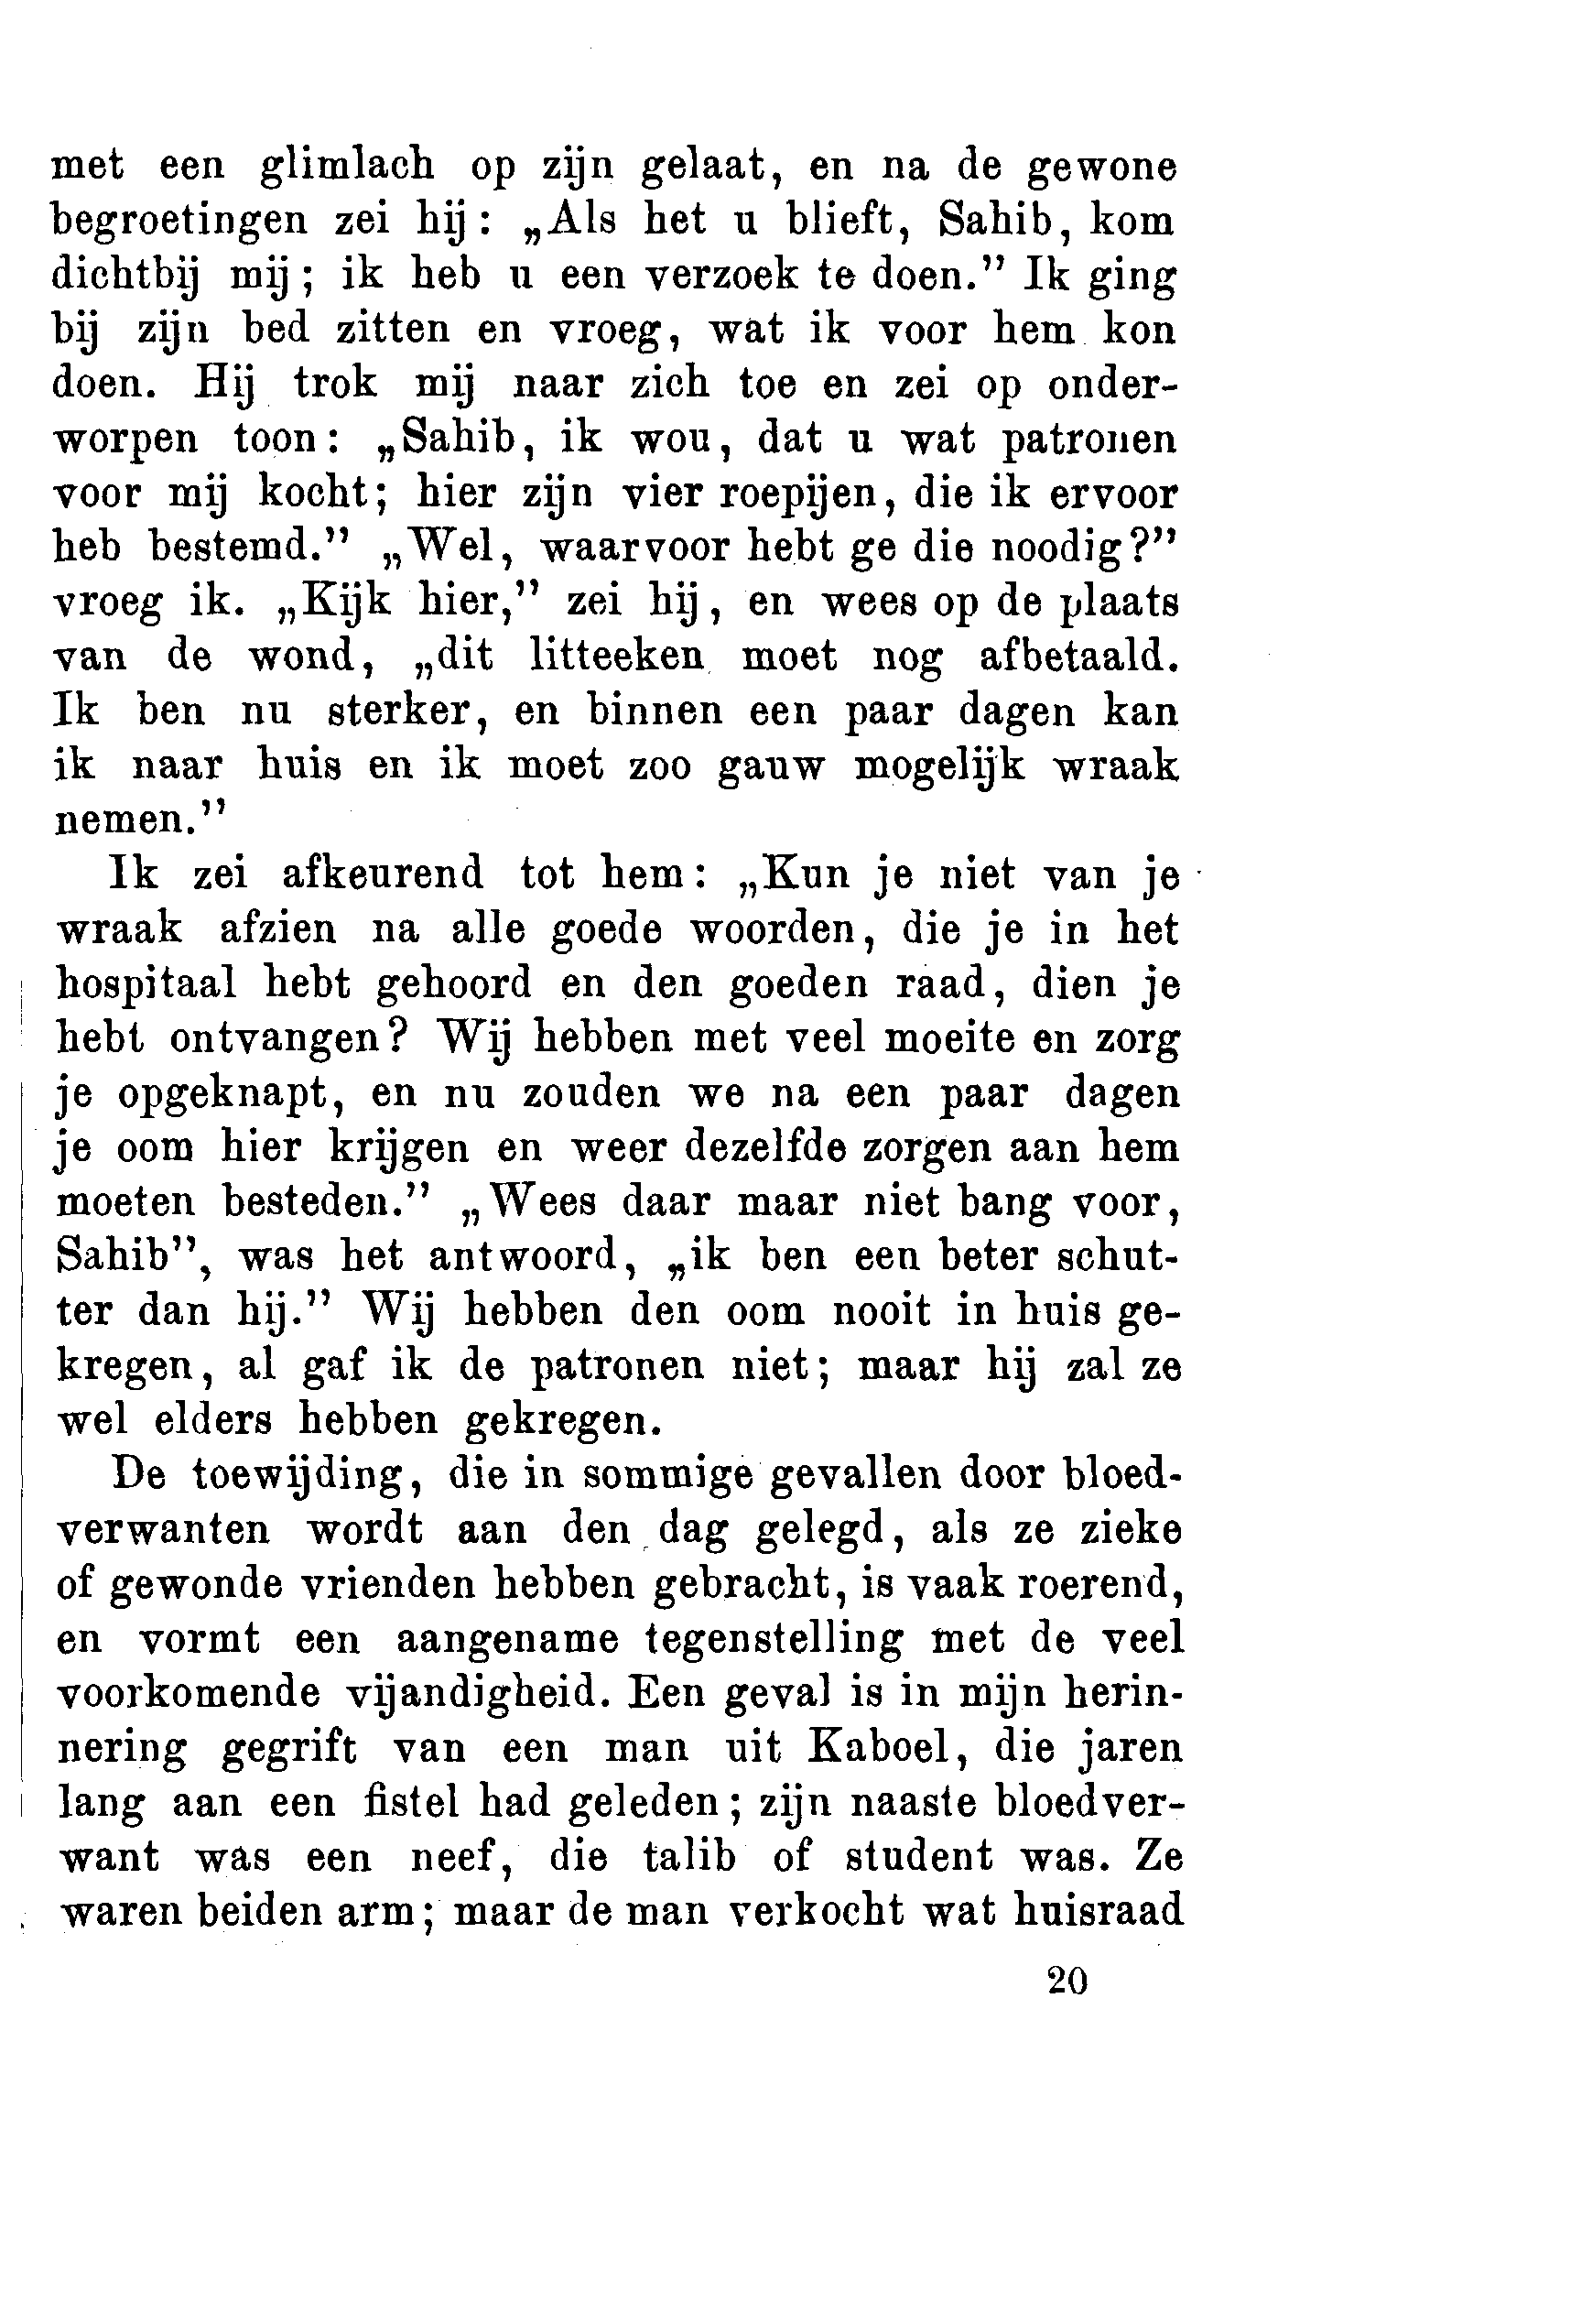 met een glimlach op zijn gelaat, en na de gewone
begroetingen zei hij: „Als het u blieft, Sahib, kom
dichtbij mij; ik heb u een verzoek te doen.” Ik ging
bij zijn bed zitten en vroeg, wat ik voor hem kon
doen. Hij trok mij naar zich toe en zei op onder-
worpen toon: „Sahib, ik wou, dat u wat patronen
voor mij kocht; hier zijn vier roepijen, die ik ervoor
heb bestemd.” „Wel, waarvoor hebt ge die noodig?”
vroeg ik. „Kijk hier,” zei hij, en wees op de plaats
van de wond, „dit litteeken moet nog afbetaald.
Ik ben nu sterker, en binnen een paar dagen kan
ik naar huis en ik moet zoo gauw mogelijk wraak
nemen.”
Ik zei afkeurend tot hem: „Kun je niet van je
wraak afzien na alle goede woorden, die je in het
hospitaal hebt gehoord en den goeden raad, dien je
hebt ontvangen? Wij hebben met veel moeite en zorg
je opgeknapt, en nu zouden we na een paar dagen
je oom hier krijgen en weer dezelfde zorgen aan hem
moeten besteden.” „Wees daar maar niet bang voor,
Sahib”, was het antwoord, „ik ben een beter schut-
ter dan hij.” Wij hebben den oom nooit in huis ge-
kregen, al gaf ik de patronen niet; maar hij zal ze
wel elders hebben gekregen.
De toewijding, die in sommige gevallen door bloed-
verwanten wordt aan den dag gelegd, als ze zieke
of gewonde vrienden hebben gebracht, is vaak roerend,
en vormt een aangename tegenstelling met de veel
voorkomende vijandigheid. Een geval is in mijn herin-
nering gegrift van een man uit Kaboel, die jaren
lang aan een fistel had geleden; zijn naaste bloedver-
want was een neef, die talib of student was. Ze
waren beiden arm; maar de man verkocht wat huisraad
20